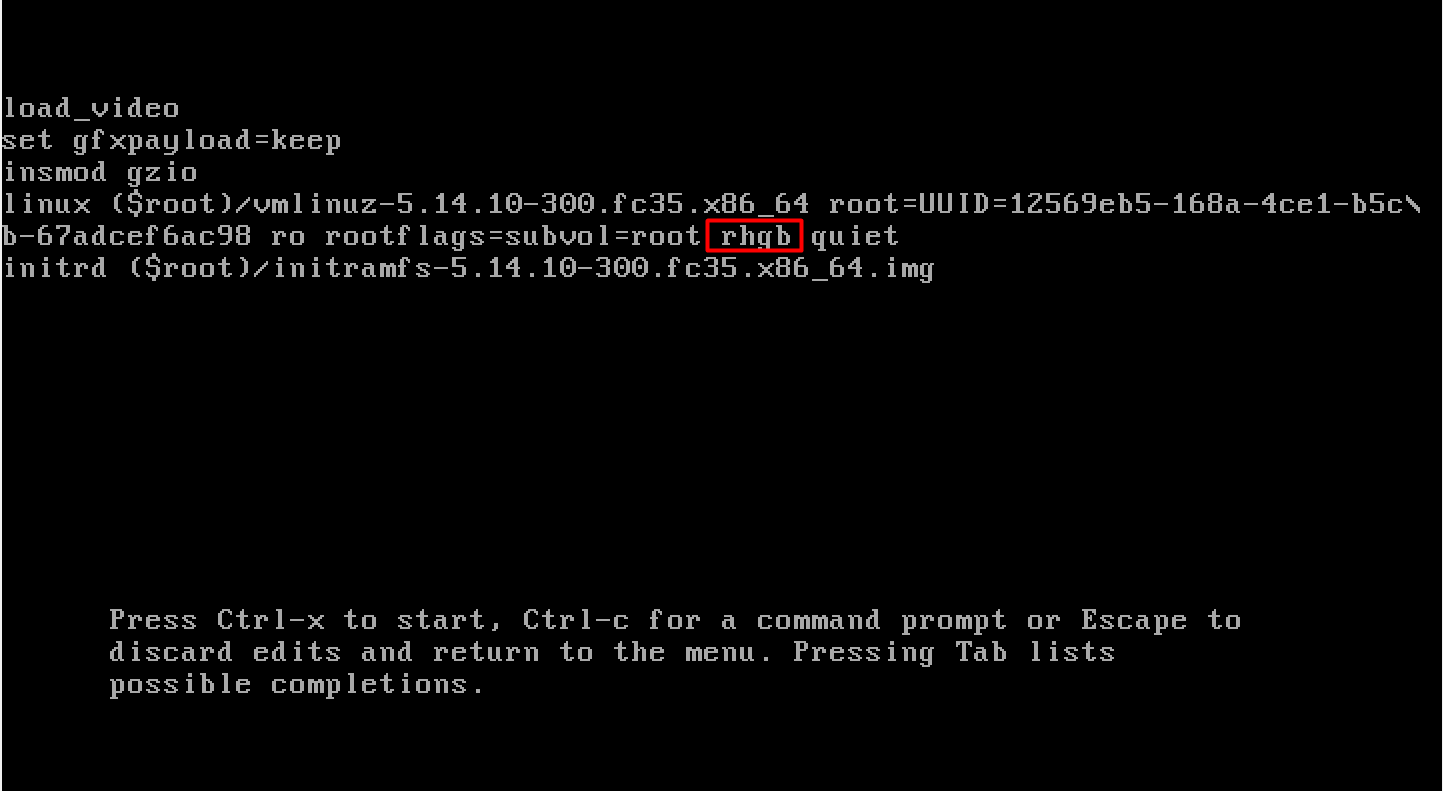 load_video
set gfxpayload=keep
insmod gzio
linux ($root)/vmlinuz-5.14.10-300.fc35.x86_64 root=UUID=12569eb5-168a-4ce1-b5c\
b-67adcef6ac98 ro rootflags=subvol=root rhgb quiet
initrd ($root)/initramfs-5.14.10-300.fc35.x86_64.img
Press Ctrl-x to start, Ctrl-c for a command prompt or Escape to
discard edits and return to the menu. Pressing Tab lists
possible completions.